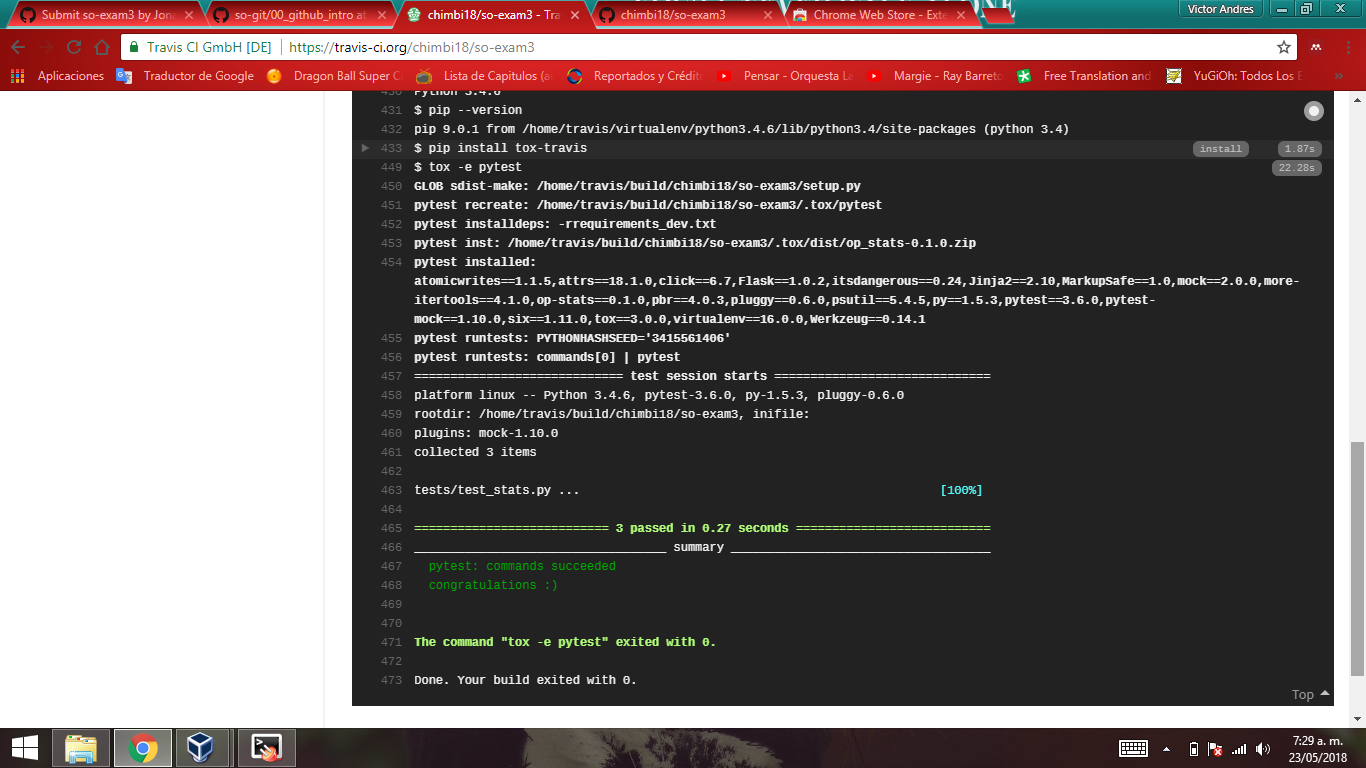 Submit so-exam3 by Jona
so-git/00_github_intro at
chimbi18/so-exam3 - Tra
chimbi18/so-exam3
Chrome Web Store - Exte
Victor Andres
Travis CI GmbH [DE] https://travis-ci.org/chimbi18/so-exam3
Aplicaciones
Traductor de Google
Dragon Ball Super C
Lista de Capitulos (a
Reportados y Crédit
Pensar - Orquesta La
Margie - Ray Barreto
Free Translation and
YuGiOh: Todos Los E
430 Python 3.4.6
431 $ pip --version
432 pip 9.0.1 from /home/travis/virtualenv/python3.4.6/lib/python3.4/site-packages (python 3.4)
433 $ pip install tox-travis install 1.87s
449 $ tox -e pytest 22.28s
450 GLOB sdist-make: /home/travis/build/chimbi18/so-exam3/setup.py
451 pytest recreate: /home/travis/build/chimbi18/so-exam3/.tox/pytest
452 pytest installdeps: -rrequirements_dev.txt
453 pytest inst: /home/travis/build/chimbi18/so-exam3/.tox/dist/op_stats-0.1.0.zip
454 pytest installed:
atomicwrites==1.1.5,attrs==18.1.0,click==6.7,Flask==1.0.2,itsdangerous==0.24,Jinja2==2.10,MarkupSafe==1.0,mock==2.0.0,more-
itertools==4.1.0,op-stats==0.1.0,pbr==4.0.3,pluggy==0.6.0,psutil==5.4.5,py==1.5.3,pytest==3.6.0,pytest-
mock==1.10.0,six==1.11.0,tox==3.0.0,virtualenv==16.0.0,Werkzeug==0.14.1
455 pytest runtests: PYTHONHASHSEED='3415561406'
456 pytest runtests: commands[0] | pytest
457 ============================= test session starts ==============================
458 platform linux -- Python 3.4.6, pytest-3.6.0, py-1.5.3, pluggy-0.6.0
459 rootdir: /home/travis/build/chimbi18/so-exam3, inifile:
460 plugins: mock-1.10.0
461 collected 3 items
462
463 tests/test_stats.py ... [100%]
464
465 =========================== 3 passed in 0.27 seconds ===========================
466 ___________________________________ summary ____________________________________
467 pytest: commands succeeded
468 congratulations :)
469
470
471 The command "tox -e pytest" exited with 0.
472
473 Done. Your build exited with 0.
Top
7:29 a. m.
23/05/2018